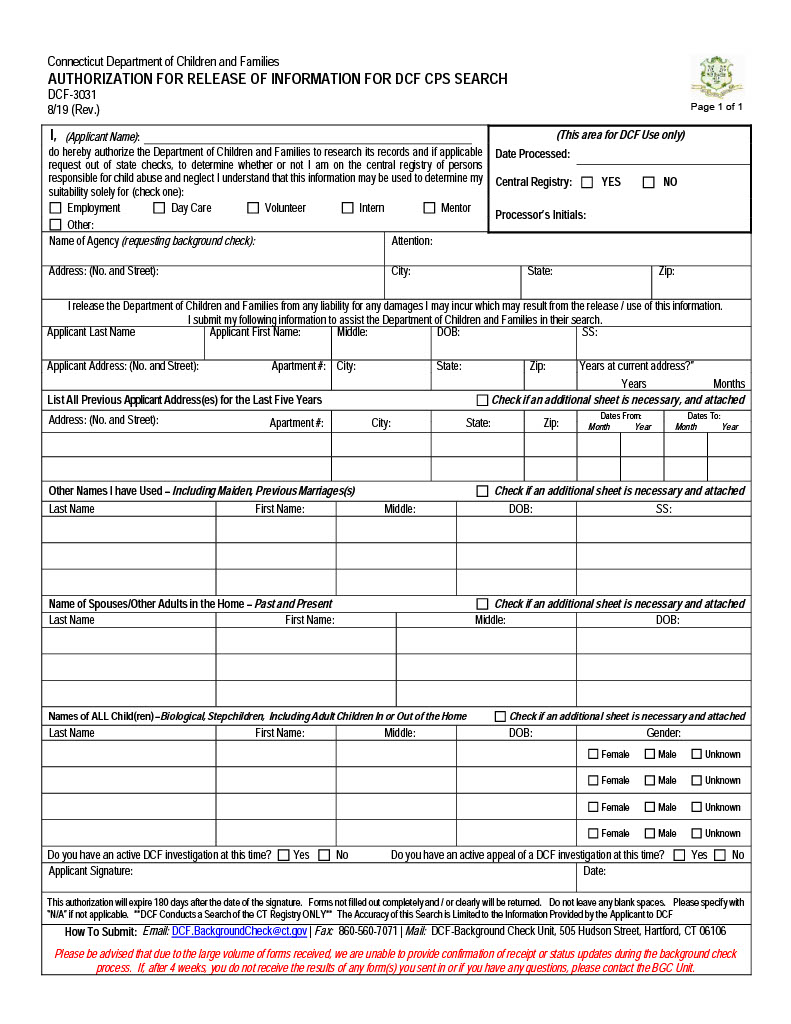 Connecticut Department of Children and Families
AUTHORIZATION FOR RELEASE OF INFORMATION FOR DCF CPS SEARCH
DCF-3031
8/19 (Rev.)
Page 1 of 1
I, (Applicant Name):
do hereby authorize the Department of Children and Families to research its records and if applicable
request out of state checks, to determine whether or not I am on the central registry of persons
responsible for child abuse and neglect I understand that this information may be used to determine my
suitability solely for (check one):
☐ Employment ☐ Day Care ☐ Volunteer ☐ Intern ☐ Mentor
☐ Other:
(This area for DCF Use only)
Date Processed:
Central Registry: ☐ YES ☐ NO
Processor's Initials:
Name of Agency (requesting background check): Attention:
Address: (No. and Street): City: State: Zip:
I release the Department of Children and Families from any liability for any damages I may incur which may result from the release / use of this information.
I submit my following information to assist the Department of Children and Families in their search.
Applicant Last Name Applicant First Name: Middle: DOB: SS:
Applicant Address: (No. and Street): Apartment #: City: State: Zip: Years at current address?"
Years Months
List All Previous Applicant Address(es) for the Last Five Years ☐ Check if an additional sheet is necessary, and attached
Address: (No. and Street): Apartment #: City: State: Zip: Dates From: Dates To:
Month Year Month Year
Other Names I have Used – Including Maiden, Previous Marriages(s) ☐ Check if an additional sheet is necessary and attached
Last Name First Name: Middle: DOB: SS:
Name of Spouses/Other Adults in the Home – Past and Present ☐ Check if an additional sheet is necessary and attached
Last Name First Name: Middle: DOB:
Names of ALL Child(ren) –Biological, Stepchildren, Including Adult Children In or Out of the Home ☐ Check if an additional sheet is necessary and attached
Last Name First Name: Middle: DOB: Gender:
☐ Female ☐ Male ☐ Unknown
☐ Female ☐ Male ☐ Unknown
☐ Female ☐ Male ☐ Unknown
☐ Female ☐ Male ☐ Unknown
Do you have an active DCF investigation at this time? ☐ Yes ☐ No Do you have an active appeal of a DCF investigation at this time? ☐ Yes ☐ No
Applicant Signature: Date:
This authorization will expire 180 days after the date of the signature. Forms not filled out completely and / or clearly will be returned. Do not leave any blank spaces. Please specify with
"N/A" if not applicable. **DCF Conducts a Search of the CT Registry ONLY** The Accuracy of this Search is Limited to the Information Provided by the Applicant to DCF
How To Submit: Email: DCF.BackgroundCheck@ct.gov | Fax: 860-560-7071 | Mail: DCF-Background Check Unit, 505 Hudson Street, Hartford, CT 06106
Please be advised that due to the large volume of forms received, we are unable to provide confirmation of receipt or status updates during the background check
process. If, after 4 weeks, you do not receive the results of any form(s) you sent in or if you have any questions, please contact the BGC Unit.